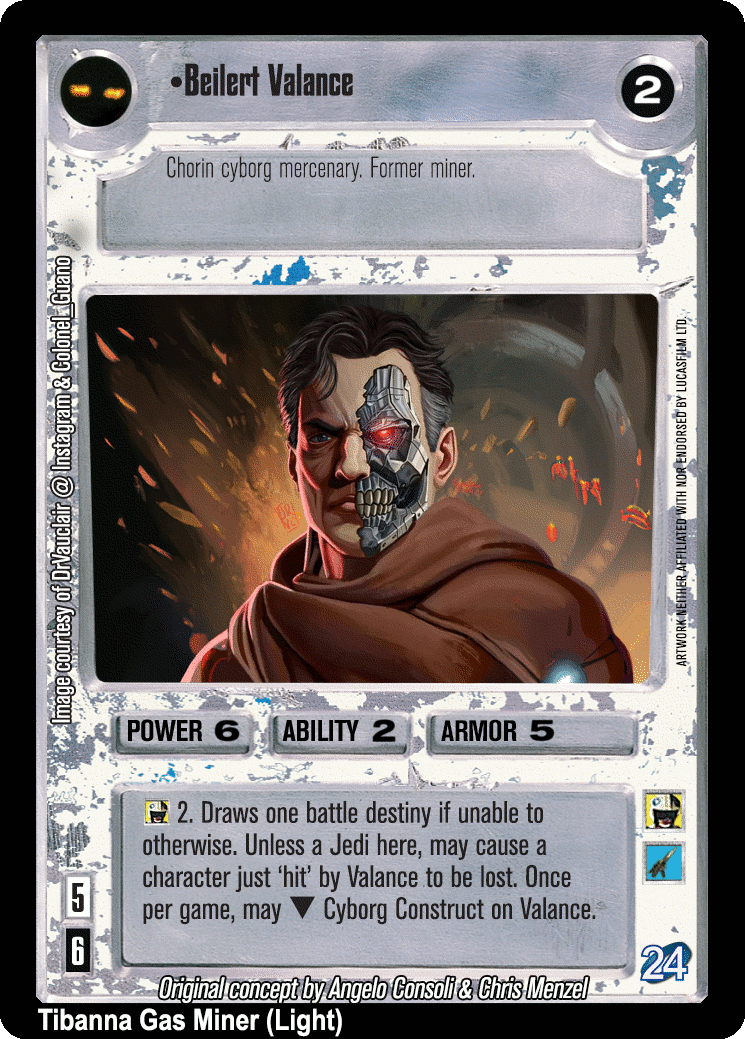 •Beilert Valance
2
Chorin cyborg mercenary. Former miner.
Image courtesy of DrVauclair @ Instagram & Colonel_Guano
ARTWORK NEITHER AFFILIATED WITH NOR ENDORSED BY LUCASFILM LTD.
POWER 6
ABILITY 2
ARMOR 5
2. Draws one battle destiny if unable to
otherwise. Unless a Jedi here, may cause a
character just ‘hit’ by Valance to be lost. Once
per game, may ▼ Cyborg Construct on Valance.
5
6
24
Original concept by Angelo Consoli & Chris Menzel
Tibanna Gas Miner (Light)